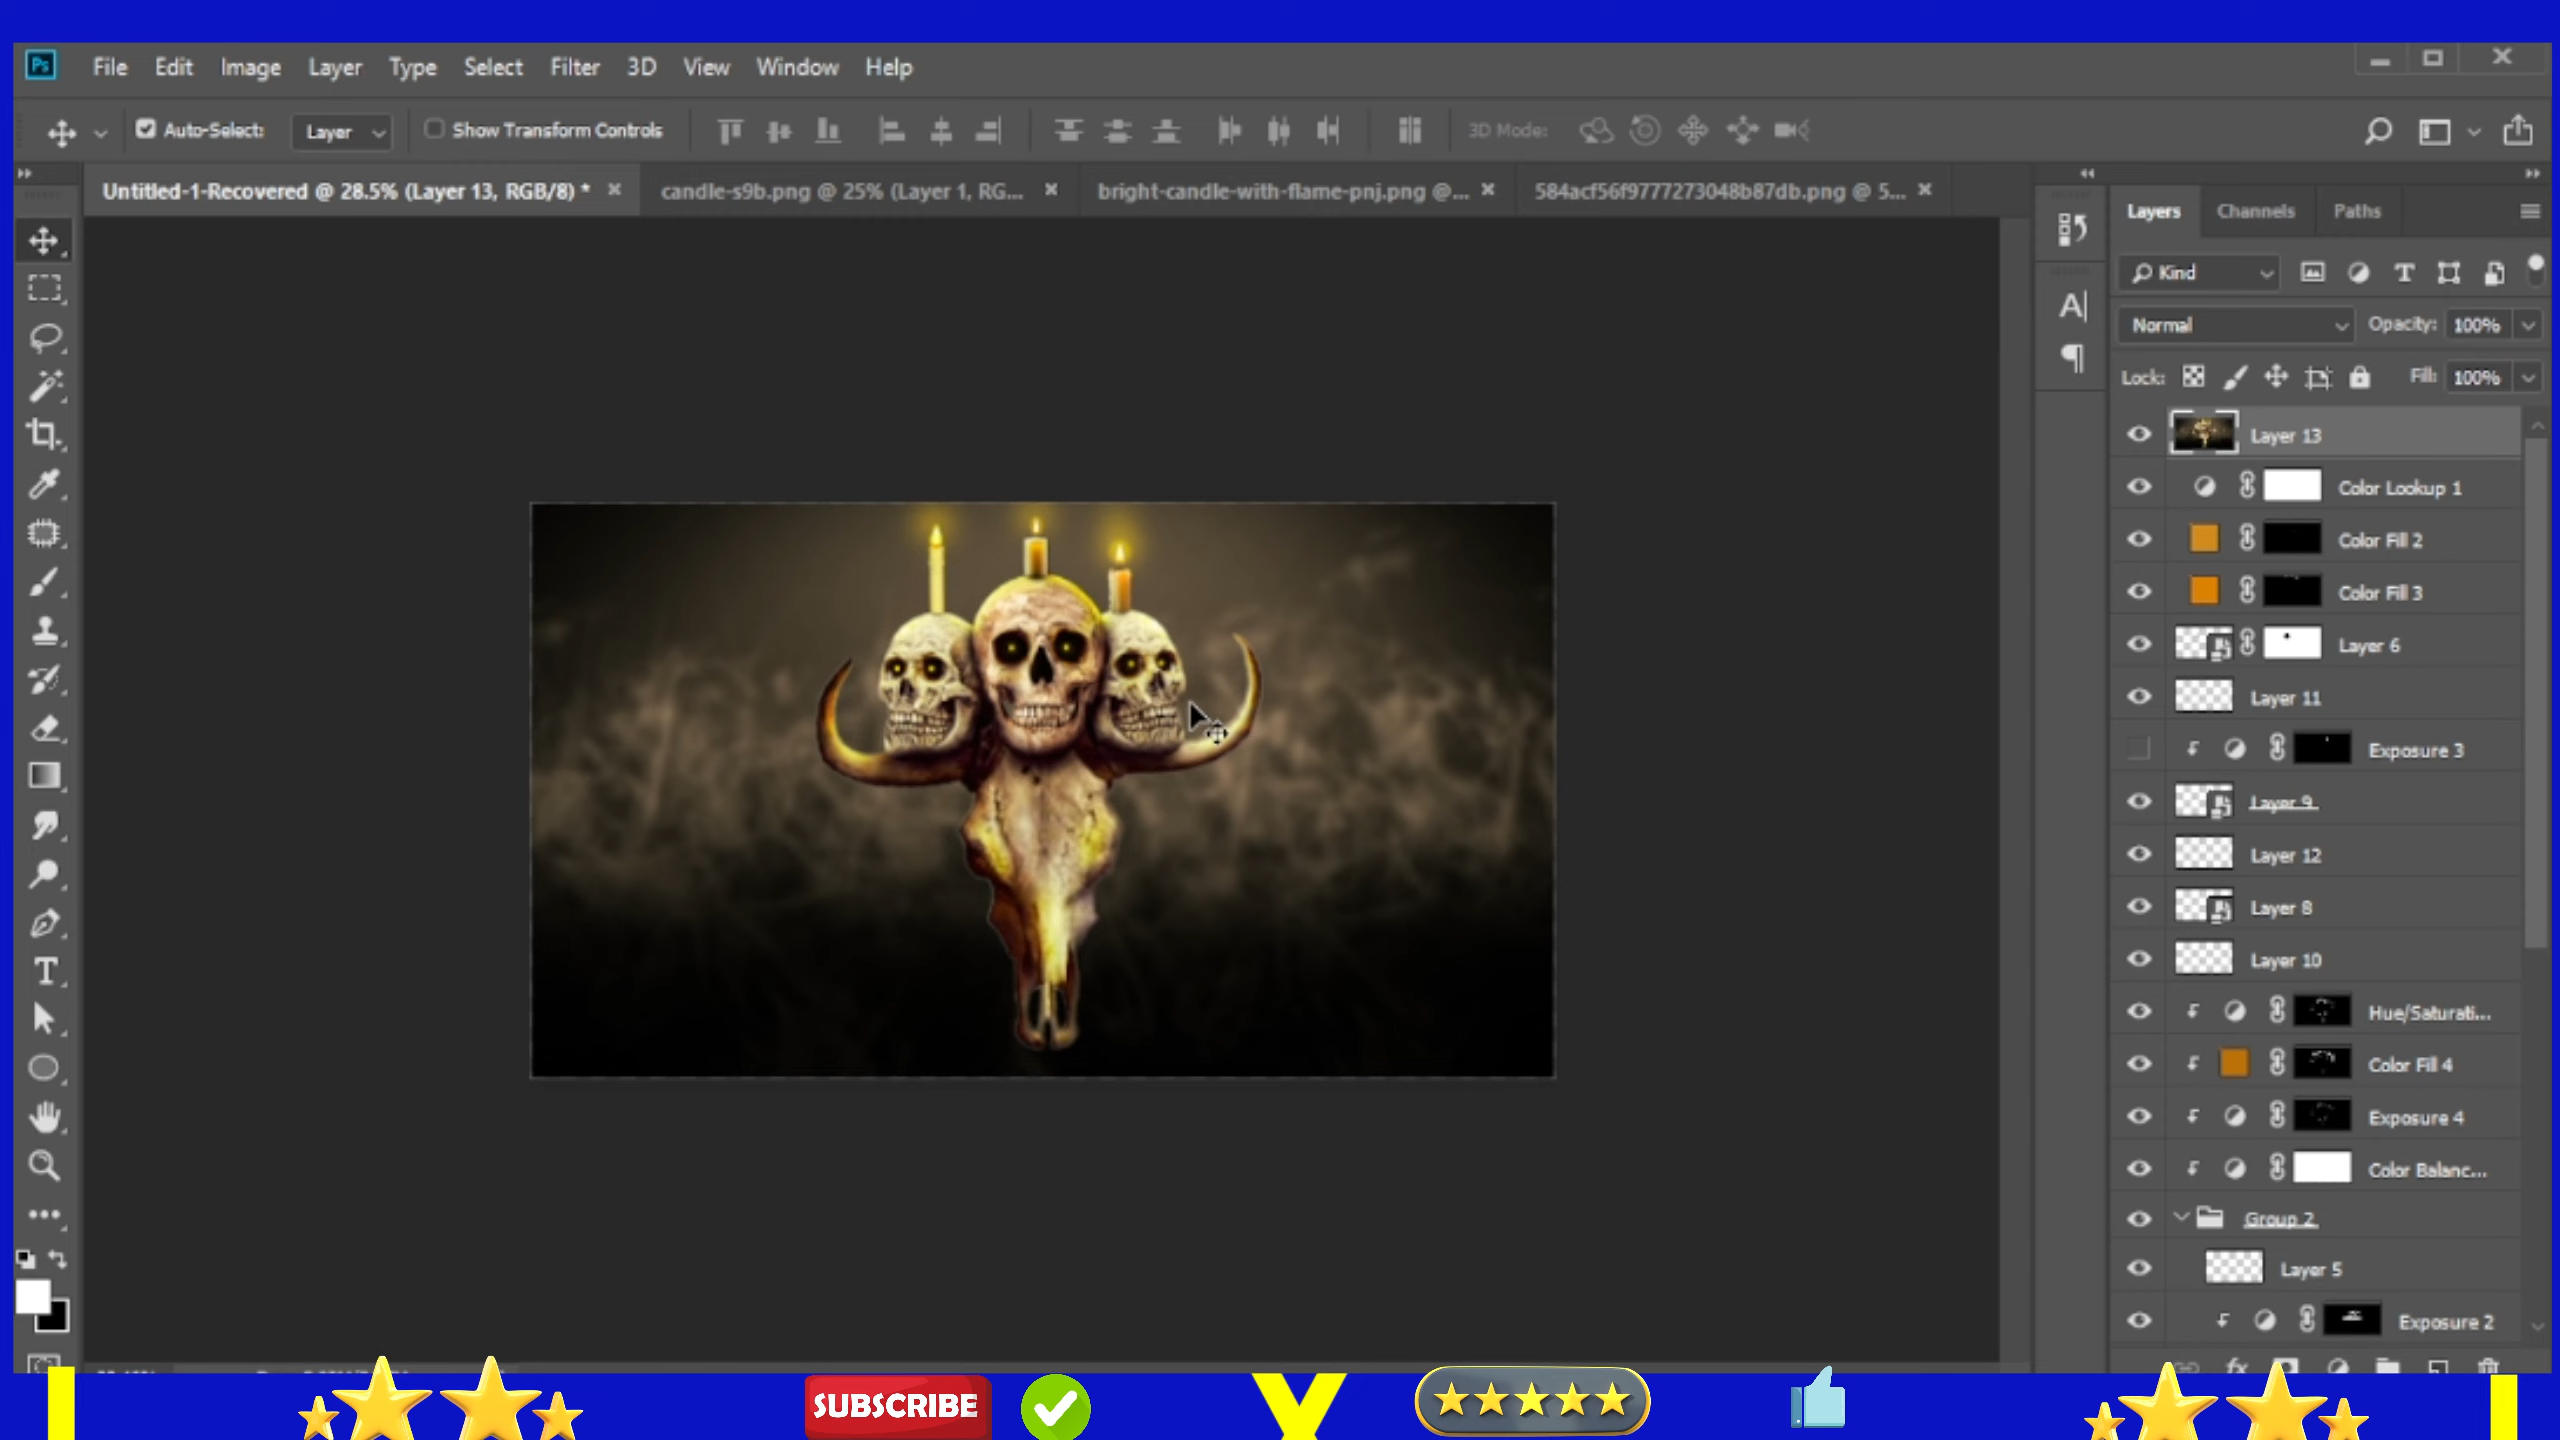 Ps File Edit Image Layer Type Select Filter 3D View Window Help
Auto-Select: Layer Show Transform Controls 3D Mode:
Untitled-1-Recovered @ 28.5% (Layer 13, RGB/8) * candle-s9b.png @ 25% (Layer 1, RG... bright-candle-with-flame-pnj.png @... 584acf56f9777273048b87db.png @ 5...
Layers Channels Paths
Kind
Normal Opacity: 100%
Lock: Fill: 100%
Layer 13
Color Lookup 1
Color Fill 2
Color Fill 3
Layer 6
Layer 11
Exposure 3
Layer 9
Layer 12
Layer 8
Layer 10
Hue/Saturati...
Color Fill 4
Exposure 4
Color Balanc...
Group 2
Layer 5
Exposure 2
SUBSCRIBE